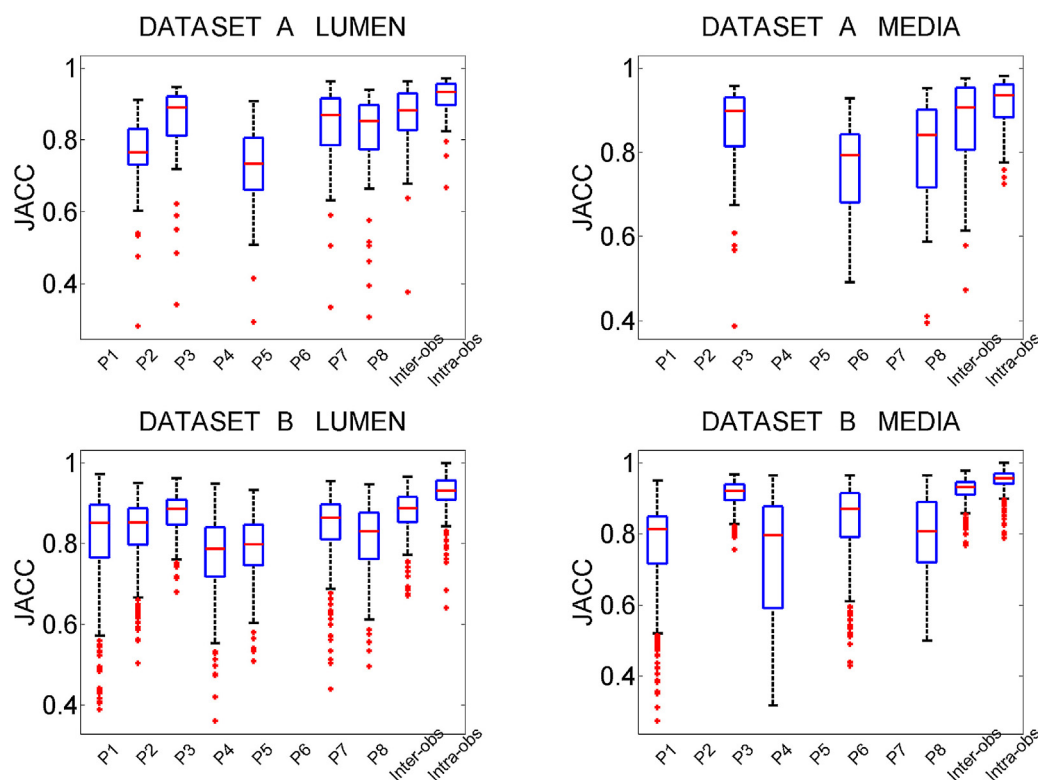 DATASET A LUMEN
JACC
1
0.8
0.6
0.4
P1 P2 P3 P4 P5 P6 P7 P8 Inter-obs Intra-obs
DATASET A MEDIA
JACC
1
0.8
0.6
0.4
P1 P2 P3 P4 P5 P6 P7 P8 Inter-obs Intra-obs
DATASET B LUMEN
JACC
1
0.8
0.6
0.4
P1 P2 P3 P4 P5 P6 P7 P8 Inter-obs Intra-obs
DATASET B MEDIA
JACC
1
0.8
0.6
0.4
P1 P2 P3 P4 P5 P6 P7 P8 Inter-obs Intra-obs